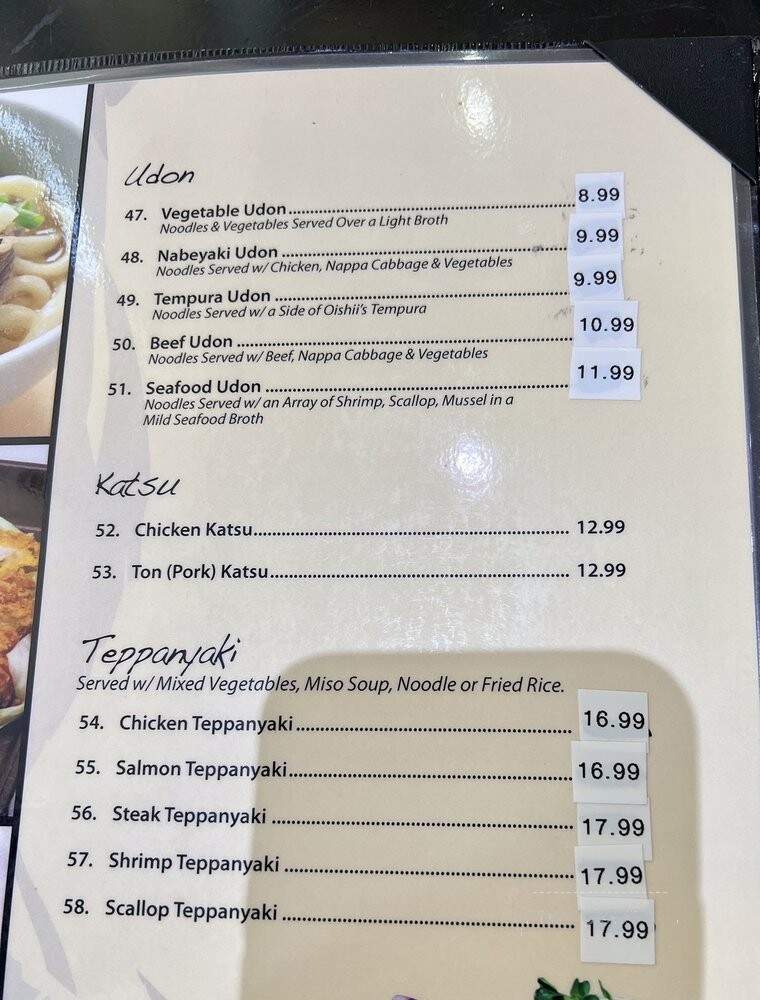 Udon
47. Vegetable Udon 8.99
Noodles & Vegetables Served Over a Light Broth
48. Nabeyaki Udon 9.99
Noodles Served w/ Chicken, Nappa Cabbage & Vegetables
49. Tempura Udon 9.99
Noodles Served w/ a Side of Oishii's Tempura
50. Beef Udon 10.99
Noodles Served w/ Beef, Nappa Cabbage & Vegetables
51. Seafood Udon 11.99
Noodles Served w/ an Array of Shrimp, Scallop, Mussel in a
Mild Seafood Broth
Katsu
52. Chicken Katsu 12.99
53. Ton (Pork) Katsu 12.99
Teppanyaki
Served w/ Mixed Vegetables, Miso Soup, Noodle or Fried Rice.
54. Chicken Teppanyaki 16.99
55. Salmon Teppanyaki 16.99
56. Steak Teppanyaki 17.99
57. Shrimp Teppanyaki 17.99
58. Scallop Teppanyaki 17.99